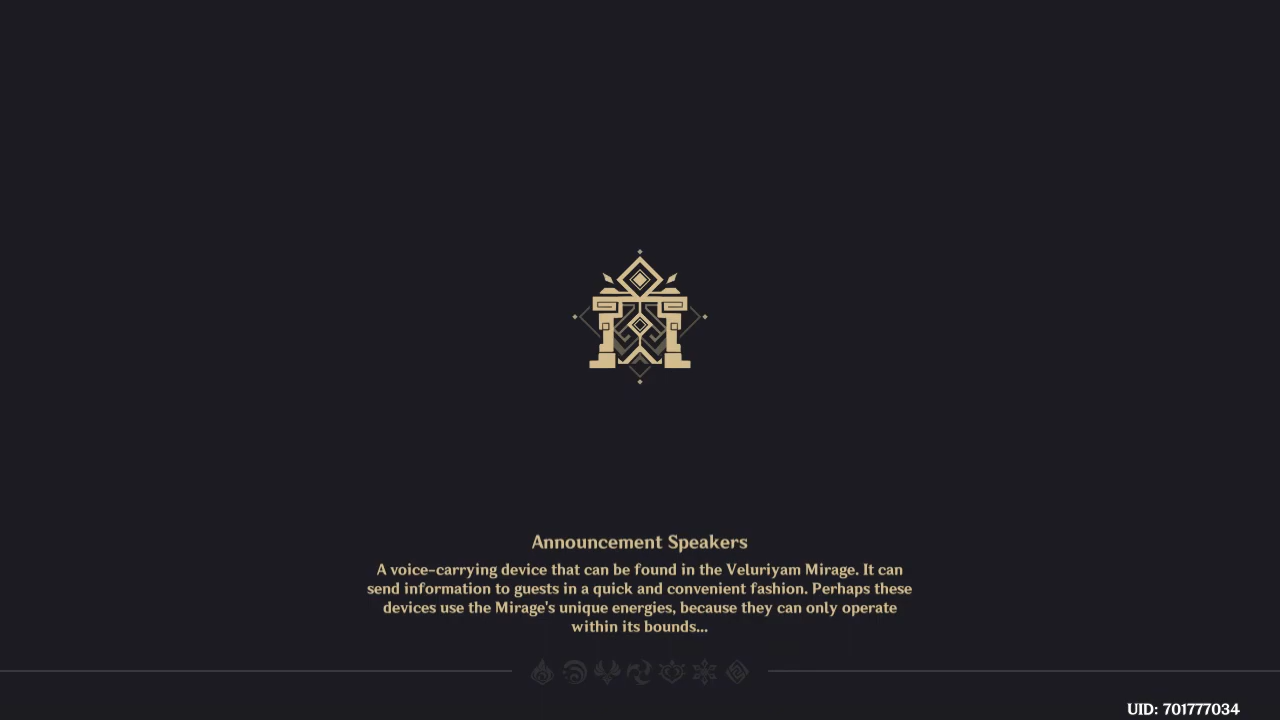 Announcement Speakers
A voice-carrying device that can be found in the Veluriyam Mirage. It can
send information to guests in a quick and convenient fashion. Perhaps these
devices use the Mirage's unique energies, because they can only operate
within its bounds...
UID: 701777034